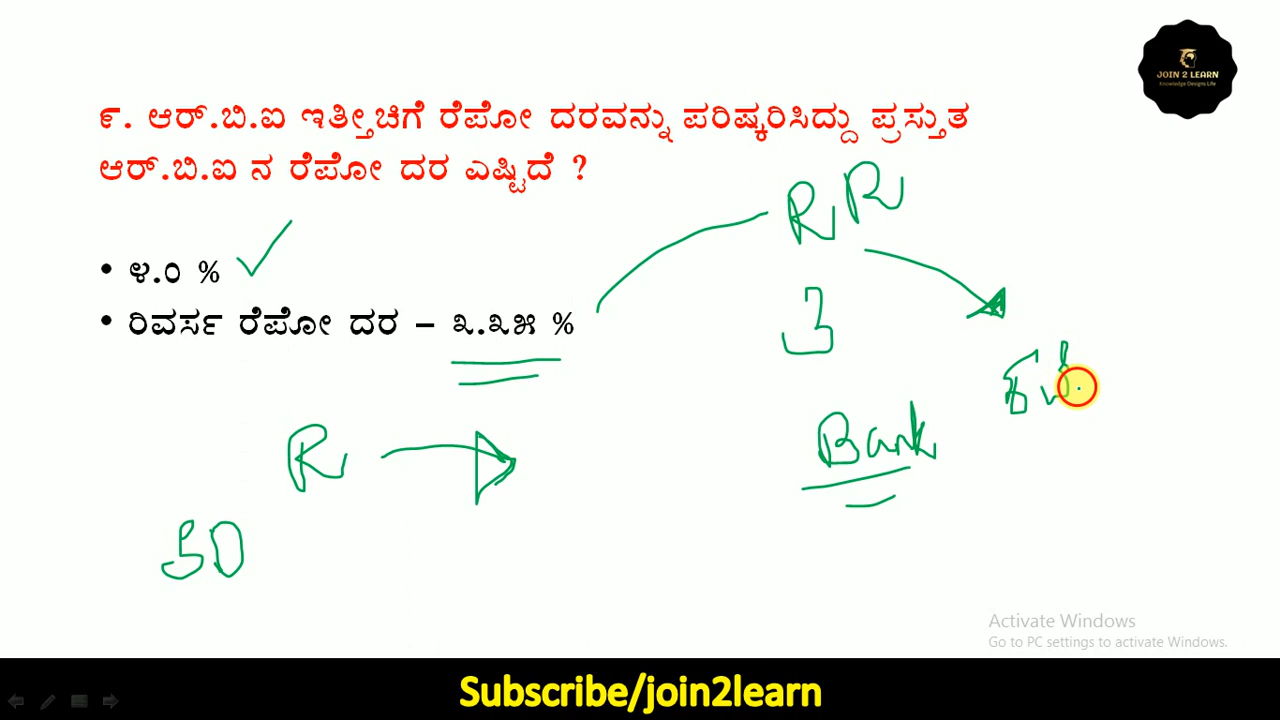 JOIN 2 LEARN
Knowledge Designs Life
೯. ಆರ್.ಬಿ.ಐ ಇತ್ತೀಚಿಗೆ ರೆಪೋ ದರವನ್ನು ಪರಿಷ್ಕರಿಸಿದ್ದು ಪ್ರಸ್ತುತ
ಆರ್.ಬಿ.ಐ ನ ರೆಪೋ ದರ ಎಷ್ಟಿದೆ ?
RR
• ೪.೦ %
• ರಿವರ್ಸ ರೆಪೋ ದರ – ೩.೩೫ %
3
R
Bank
50
Activate Windows
Go to PC settings to activate Windows.
Subscribe/join2learn